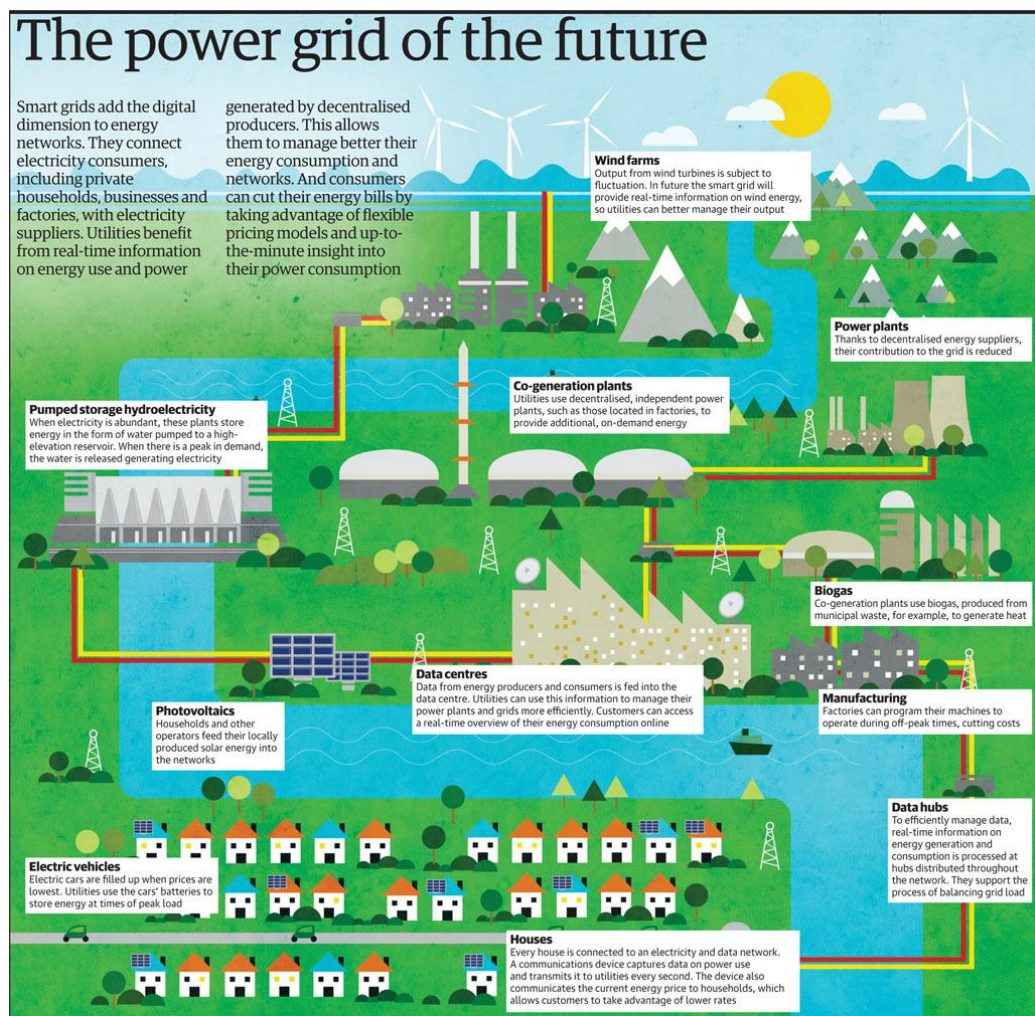 The power grid of the future
Smart grids add the digital
dimension to energy
networks. They connect
electricity consumers,
including private
households, businesses and
factories, with electricity
suppliers. Utilities benefit
from real-time information
on energy use and power
generated by decentralised
producers. This allows
them to manage better their
energy consumption and
networks. And consumers
can cut their energy bills by
taking advantage of flexible
pricing models and up-to-
the-minute insight into
their power consumption
Wind farms
Output from wind turbines is subject to
fluctuation. In future the smart grid will
provide real-time information on wind energy,
so utilities can better manage their output
Power plants
Thanks to decentralised energy suppliers,
their contribution to the grid is reduced
Co-generation plants
Utilities use decentralised, independent power
plants, such as those located in factories, to
provide additional, on-demand energy
Pumped storage hydroelectricity
When electricity is abundant, these plants store
energy in the form of water pumped to a high-
elevation reservoir. When there is a peak in demand,
the water is released generating electricity
Biogas
Co-generation plants use biogas, produced from
municipal waste, for example, to generate heat
Data centres
Data from energy producers and consumers is fed into the
data centre. Utilities can use this information to manage their
power plants and grids more efficiently. Customers can access
a real-time overview of their energy consumption online
Manufacturing
Factories can program their machines to
operate during off-peak times, cutting costs
Photovoltaics
Households and other
operators feed their locally
produced solar energy into
the networks
Data hubs
To efficiently manage data,
real-time information on
energy generation and
consumption is processed at
hubs distributed throughout
the network. They support the
process of balancing grid load
Electric vehicles
Electric cars are filled up when prices are
lowest. Utilities use the cars' batteries to
store energy at times of peak load
Houses
Every house is connected to an electricity and data network.
A communications device captures data on power use
and transmits it to utilities every second. The device also
communicates the current energy price to households, which
allows customers to take advantage of lower rates